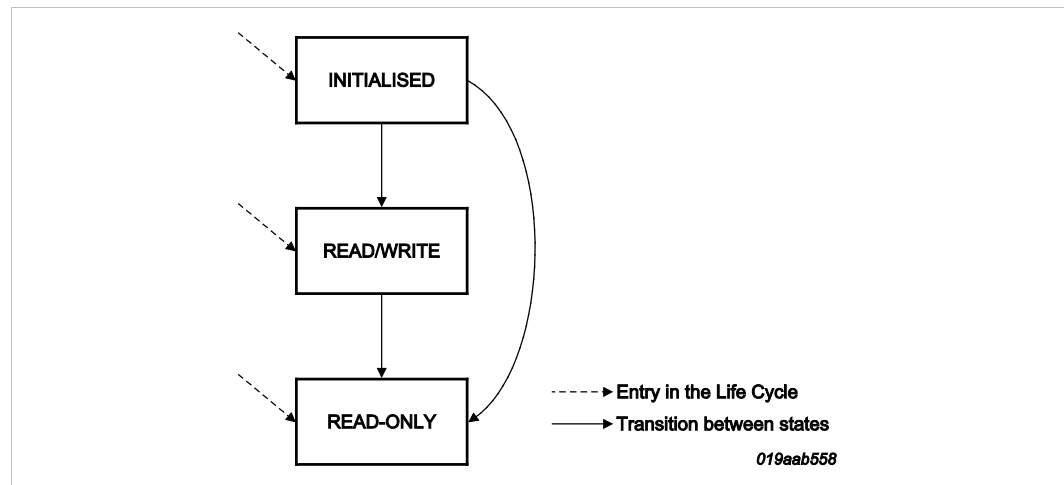 INITIALISED
READ/WRITE
READ-ONLY
Entry in the Life Cycle
Transition between states
019aab558